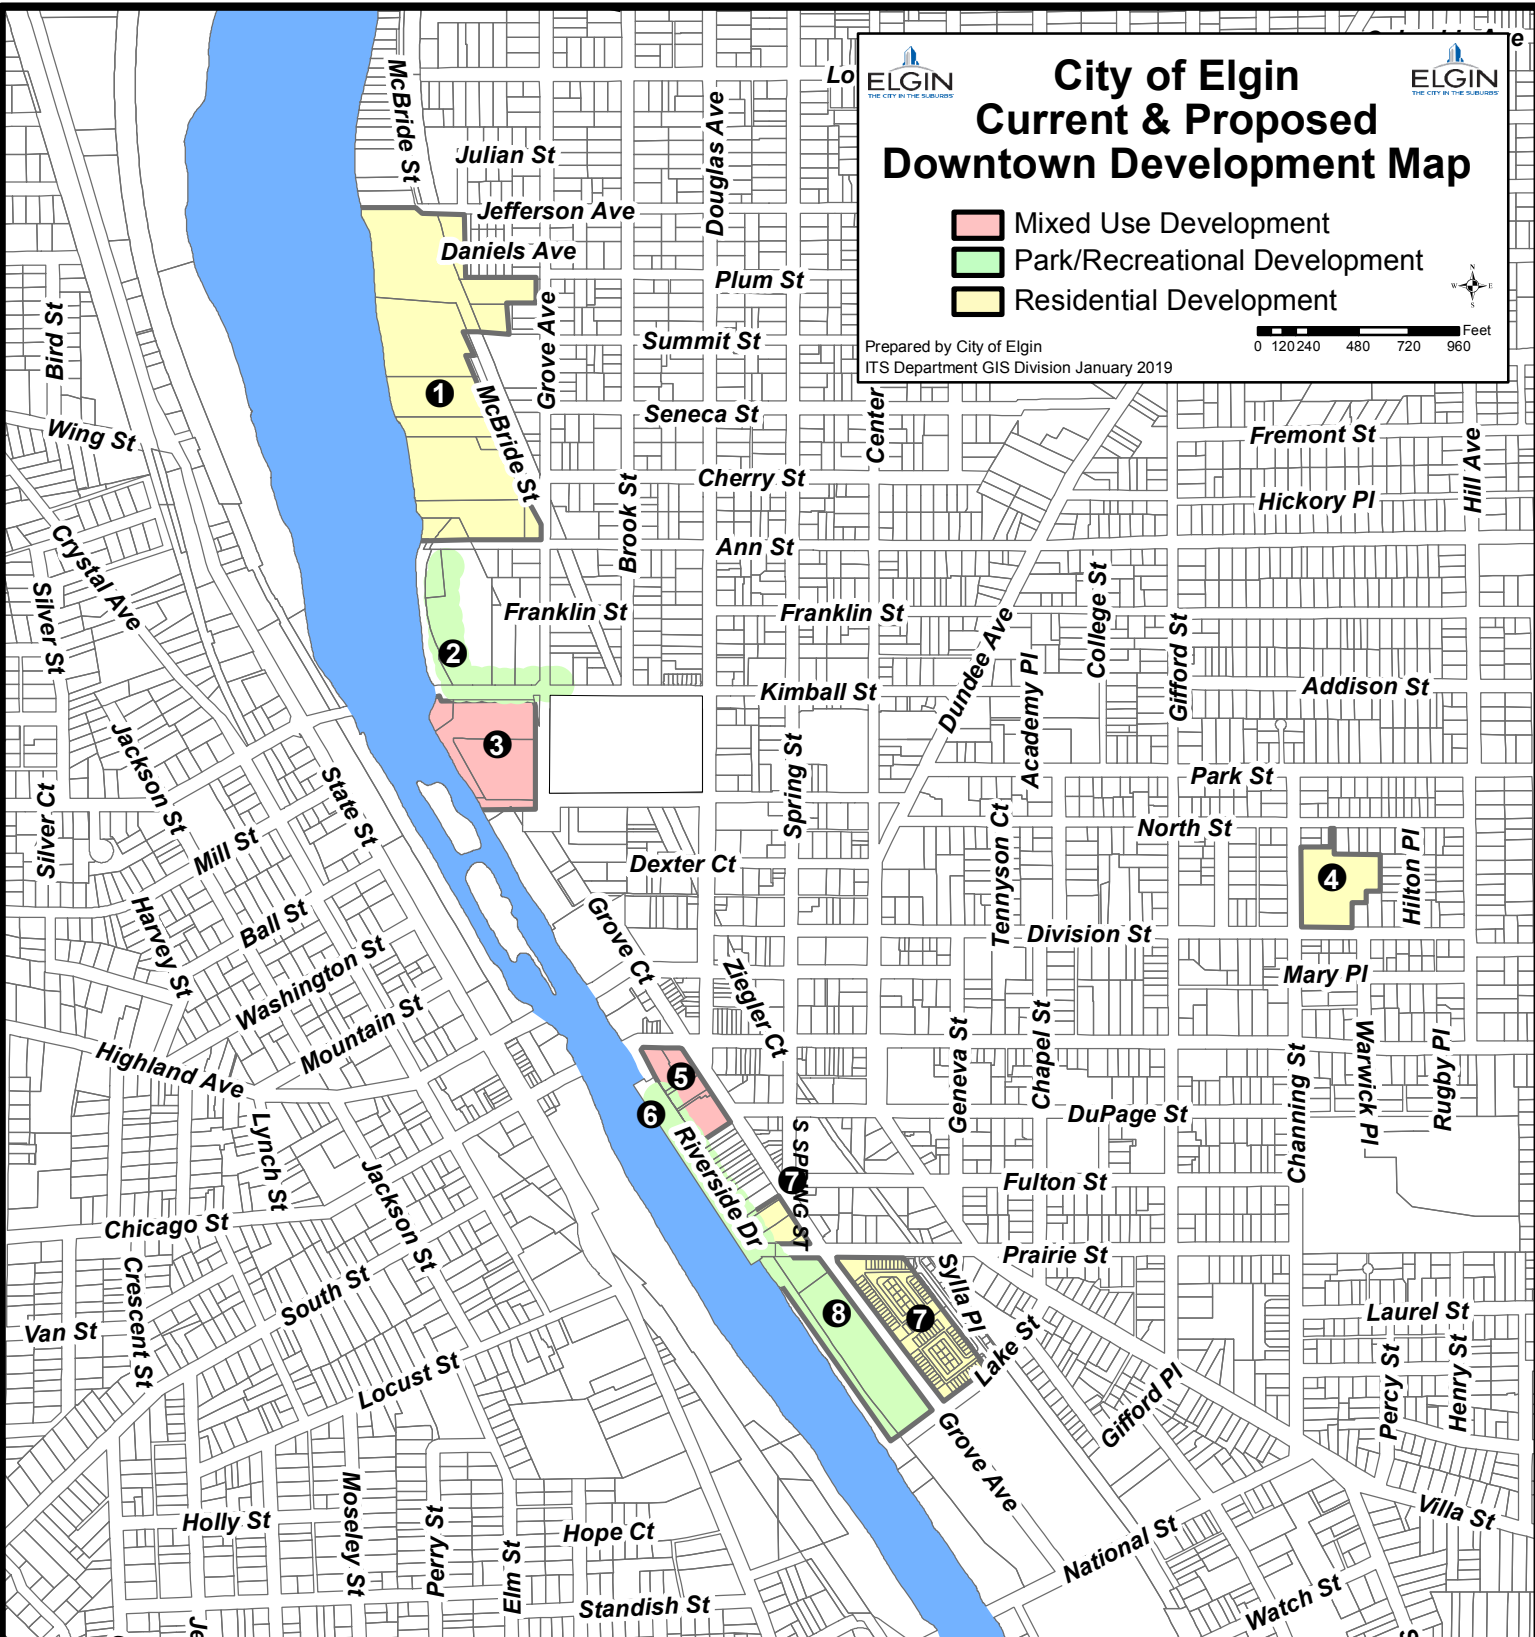 ELGIN
THE CITY IN THE SUBURBS
City of Elgin
ELGIN
THE CITY IN THE SUBURBS
Current & Proposed
Downtown Development Map
Mixed Use Development
Park/Recreational Development
Residential Development
N
W E
S
Feet
0 120 240 480 720 960
Prepared by City of Elgin
ITS Department GIS Division January 2019
Lo
McBride St
Julian St
Douglas Ave
Jefferson Ave
Daniels Ave
Plum St
Bird St
Grove Ave
Summit St
1
McBride St
Seneca St
Center
Wing St
Fremont St
Hill Ave
Cherry St
Hickory Pl
Brook St
Crystal Ave
Ann St
Silver St
Franklin St
Franklin St
College St
Gifford St
Dundee Ave
2
Academy Pl
Kimball St
Addison St
3
Jackson St
State St
Spring St
Park St
Silver Ct
Mill St
North St
Tennyson Ct
Dexter Ct
4
Hilton Pl
Harvey St
Ball St
Grove Ct
Division St
Washington St
Ziegler Ct
Mary Pl
Mountain St
Highland Ave
Geneva St
Chapel St
Channing St
Warwick Pl
Rugby Pl
5
6
DuPage St
Lynch St
Riverside Dr
S SPRING ST
7
Fulton St
Jackson St
Chicago St
Prairie St
Crescent St
South St
Sylla Pl
8
7
Laurel St
Van St
Lake St
Locust St
Percy St
Henry St
Gifford Pl
Grove Ave
Moseley St
Perry St
Villa St
Holly St
Hope Ct
Elm St
National St
Standish St
Watch St
Je